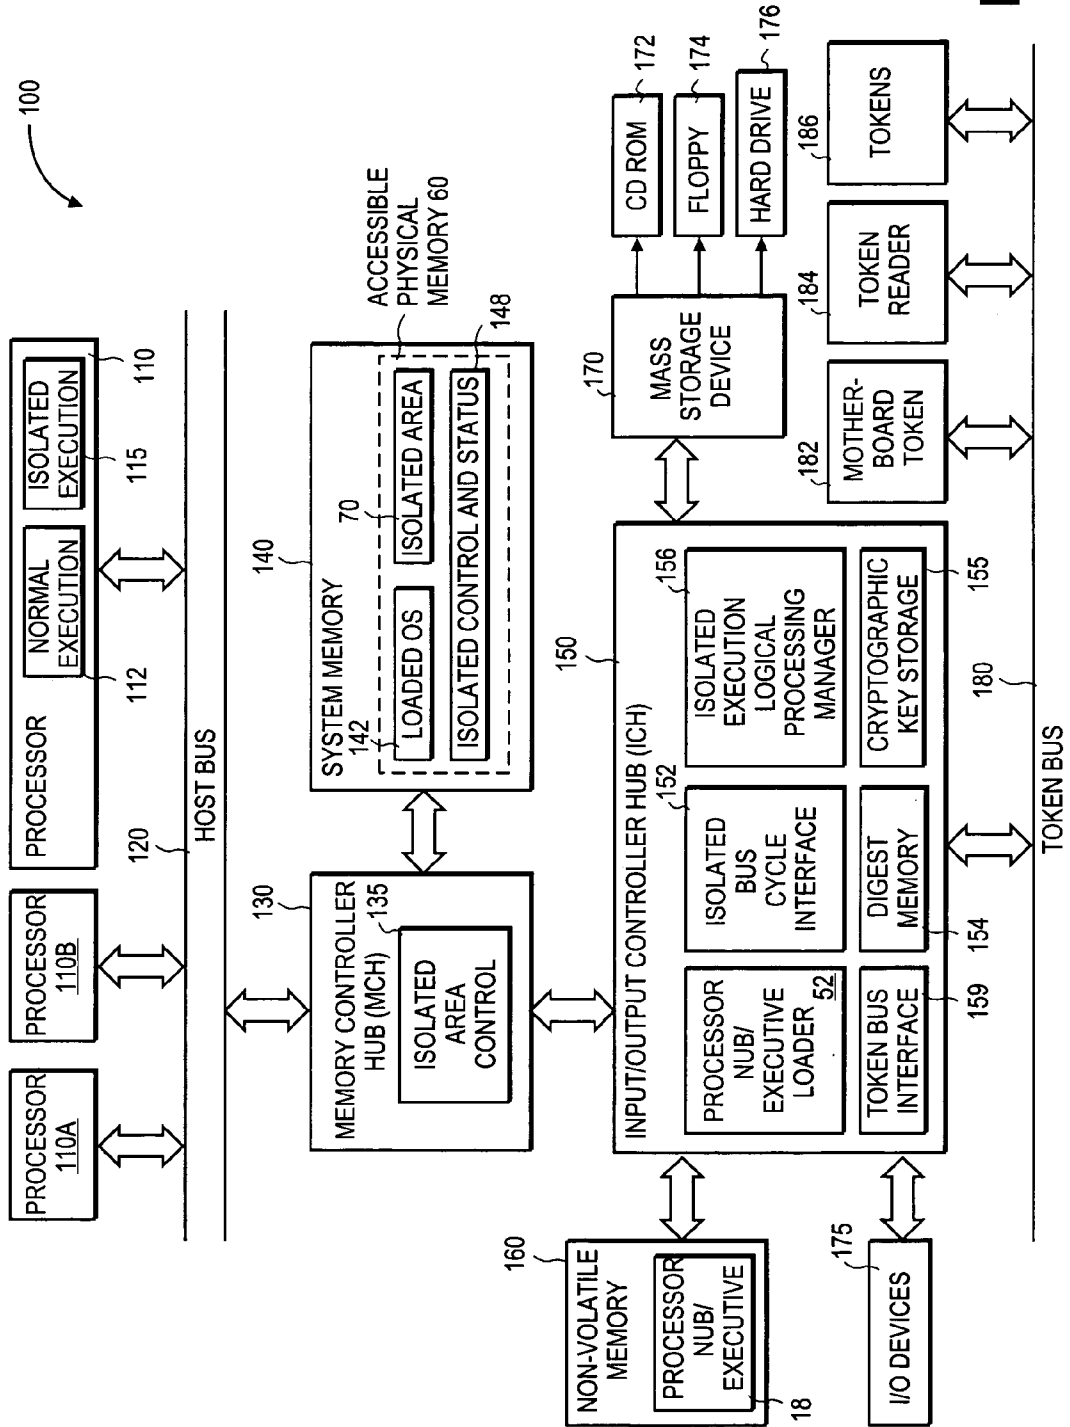 100
PROCESSOR
110A
PROCESSOR
110B
PROCESSOR
NORMAL
EXECUTION
112
ISOLATED
EXECUTION
115
110
120
HOST BUS
130
MEMORY CONTROLLER
HUB (MCH)
135
ISOLATED
AREA
CONTROL
140
SYSTEM MEMORY
142
LOADED OS
70
ISOLATED AREA
ISOLATED CONTROL AND STATUS
148
ACCESSIBLE
PHYSICAL
MEMORY 60
150
INPUT/OUTPUT CONTROLLER HUB (ICH)
PROCESSOR
NUB/
EXECUTIVE
LOADER
52
152
ISOLATED
BUS
CYCLE
INTERFACE
156
ISOLATED
EXECUTION
LOGICAL
PROCESSING
MANAGER
TOKEN BUS
INTERFACE
159
DIGEST
MEMORY
154
CRYPTOGRAPHIC
KEY STORAGE
155
160
NON-VOLATILE
MEMORY
PROCESSOR
NUB/
EXECUTIVE
18
175
I/O DEVICES
170
MASS
STORAGE
DEVICE
CD ROM
172
FLOPPY
174
HARD DRIVE
176
182
MOTHER-
BOARD
TOKEN
184
TOKEN
READER
186
TOKENS
180
TOKEN BUS